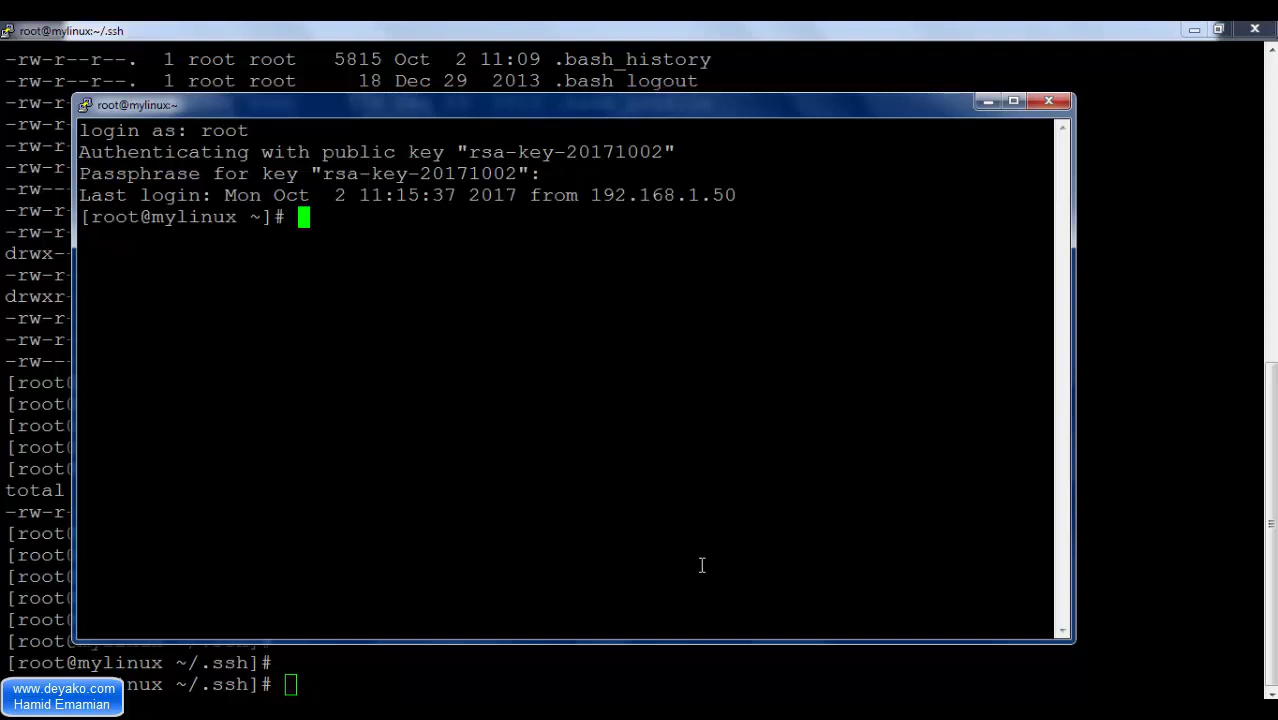 root@mylinux:~/.ssh
-rw-r--r--. 1 root root   5815 Oct  2 11:09 .bash_history
-rw-r--r--. 1 root root     18 Dec 29  2013 .bash_logout
root@mylinux:~
login as: root
Authenticating with public key "rsa-key-20171002"
Passphrase for key "rsa-key-20171002":
Last login: Mon Oct  2 11:15:37 2017 from 192.168.1.50
[root@mylinux ~]#
-rw-r
-rw-r
-rw-r
-rw-r
-rw-r
-rw-r
-rw-r
drwx-
-rw-r
drwxr
-rw-r
-rw-r
-rw--
[root
[root
[root
[root
[root
total
-rw-r
[root
[root
[root
[root
[root
[root
[root@mylinux ~/.ssh]#
nux ~/.ssh]#
www.deyako.com
Hamid Emamian